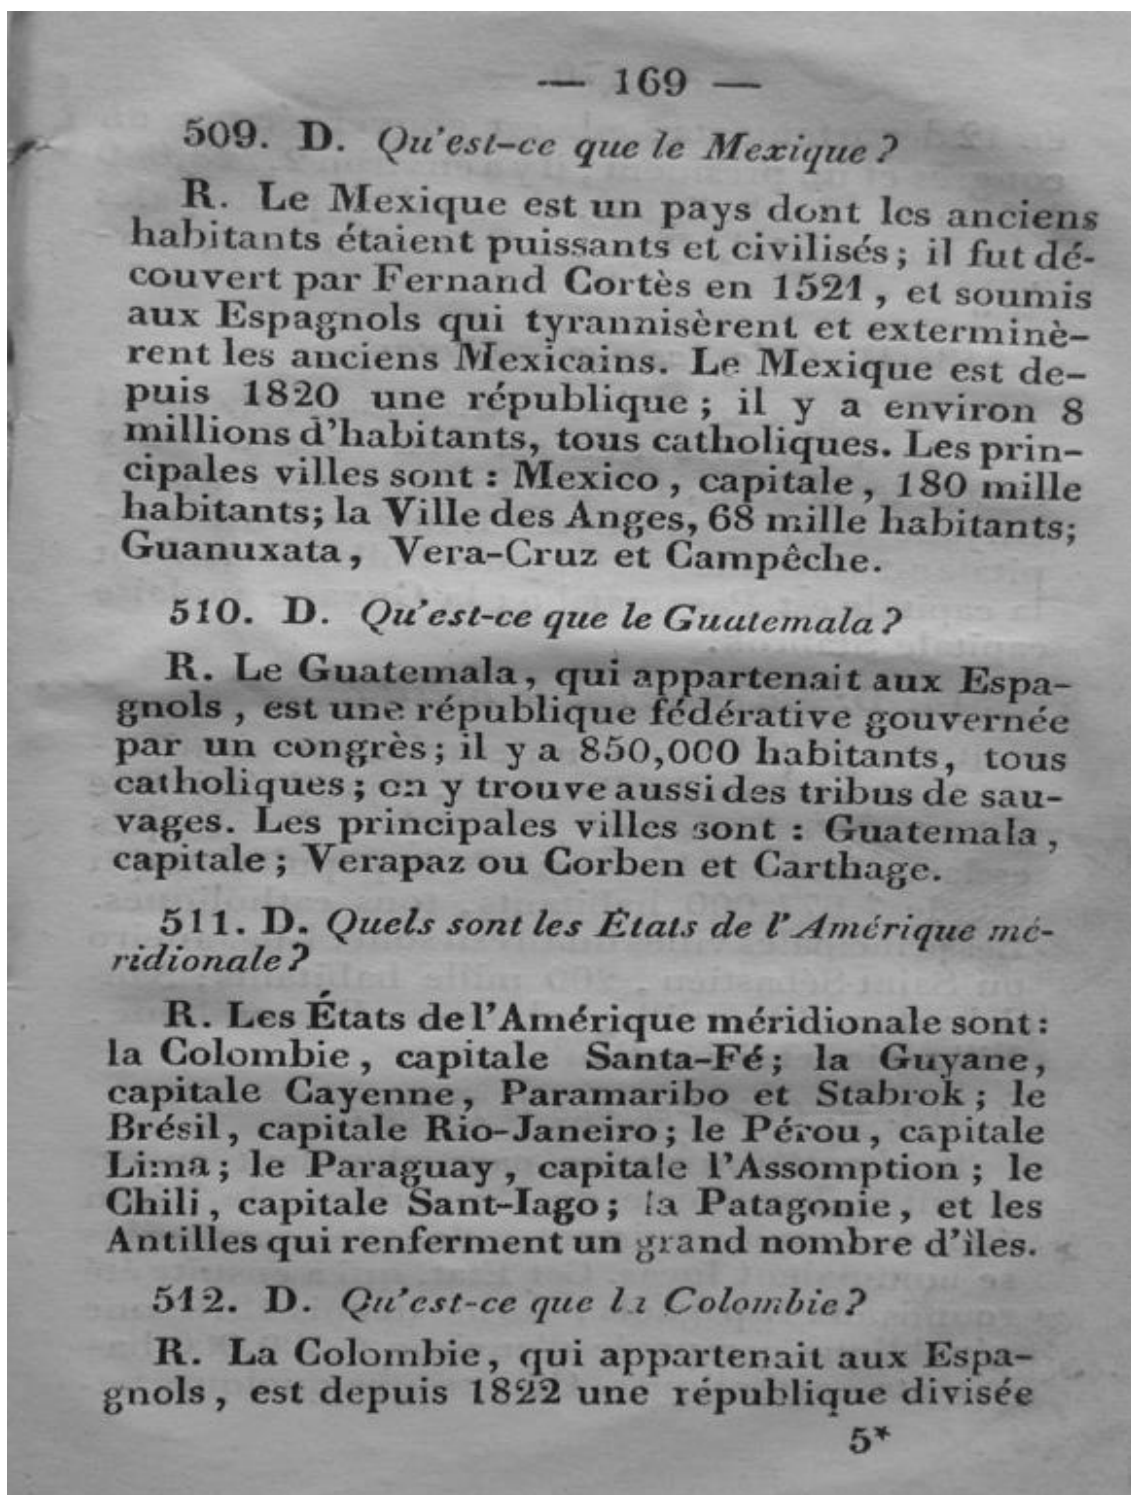 — 169 —
509. D. Qu'est-ce que le Mexique ?
R. Le Mexique est un pays dont les anciens
habitants étaient puissants et civilisés ; il fut dé-
couvert par Fernand Cortès en 1521 , et soumis
aux Espagnols qui tyrannisèrent et exterminè-
rent les anciens Mexicains. Le Mexique est de-
puis 1820 une république ; il y a environ 8
millions d'habitants, tous catholiques. Les prin-
cipales villes sont : Mexico , capitale , 180 mille
habitants; la Ville des Anges, 68 mille habitants;
Guanuxata , Vera-Cruz et Campêche.
510. D. Qu'est-ce que le Guatemala ?
R. Le Guatemala , qui appartenait aux Espa-
gnols , est une république fédérative gouvernée
par un congrès ; il y a 850,000 habitants, tous
catholiques ; on y trouve aussi des tribus de sau-
vages. Les principales villes sont : Guatemala ,
capitale ; Verapaz ou Corben et Carthage.
511. D. Quels sont les États de l'Amérique mé-
ridionale ?
R. Les États de l'Amérique méridionale sont :
la Colombie , capitale Santa-Fé ; la Guyane,
capitale Cayenne, Paramaribo et Stabrok ; le
Brésil, capitale Rio-Janeiro ; le Pérou , capitale
Lima ; le Paraguay , capitale l'Assomption ; le
Chili , capitale Sant-Iago ; la Patagonie , et les
Antilles qui renferment un grand nombre d'îles.
512. D. Qu'est-ce que la Colombie ?
R. La Colombie , qui appartenait aux Espa-
gnols , est depuis 1822 une république divisée
5*